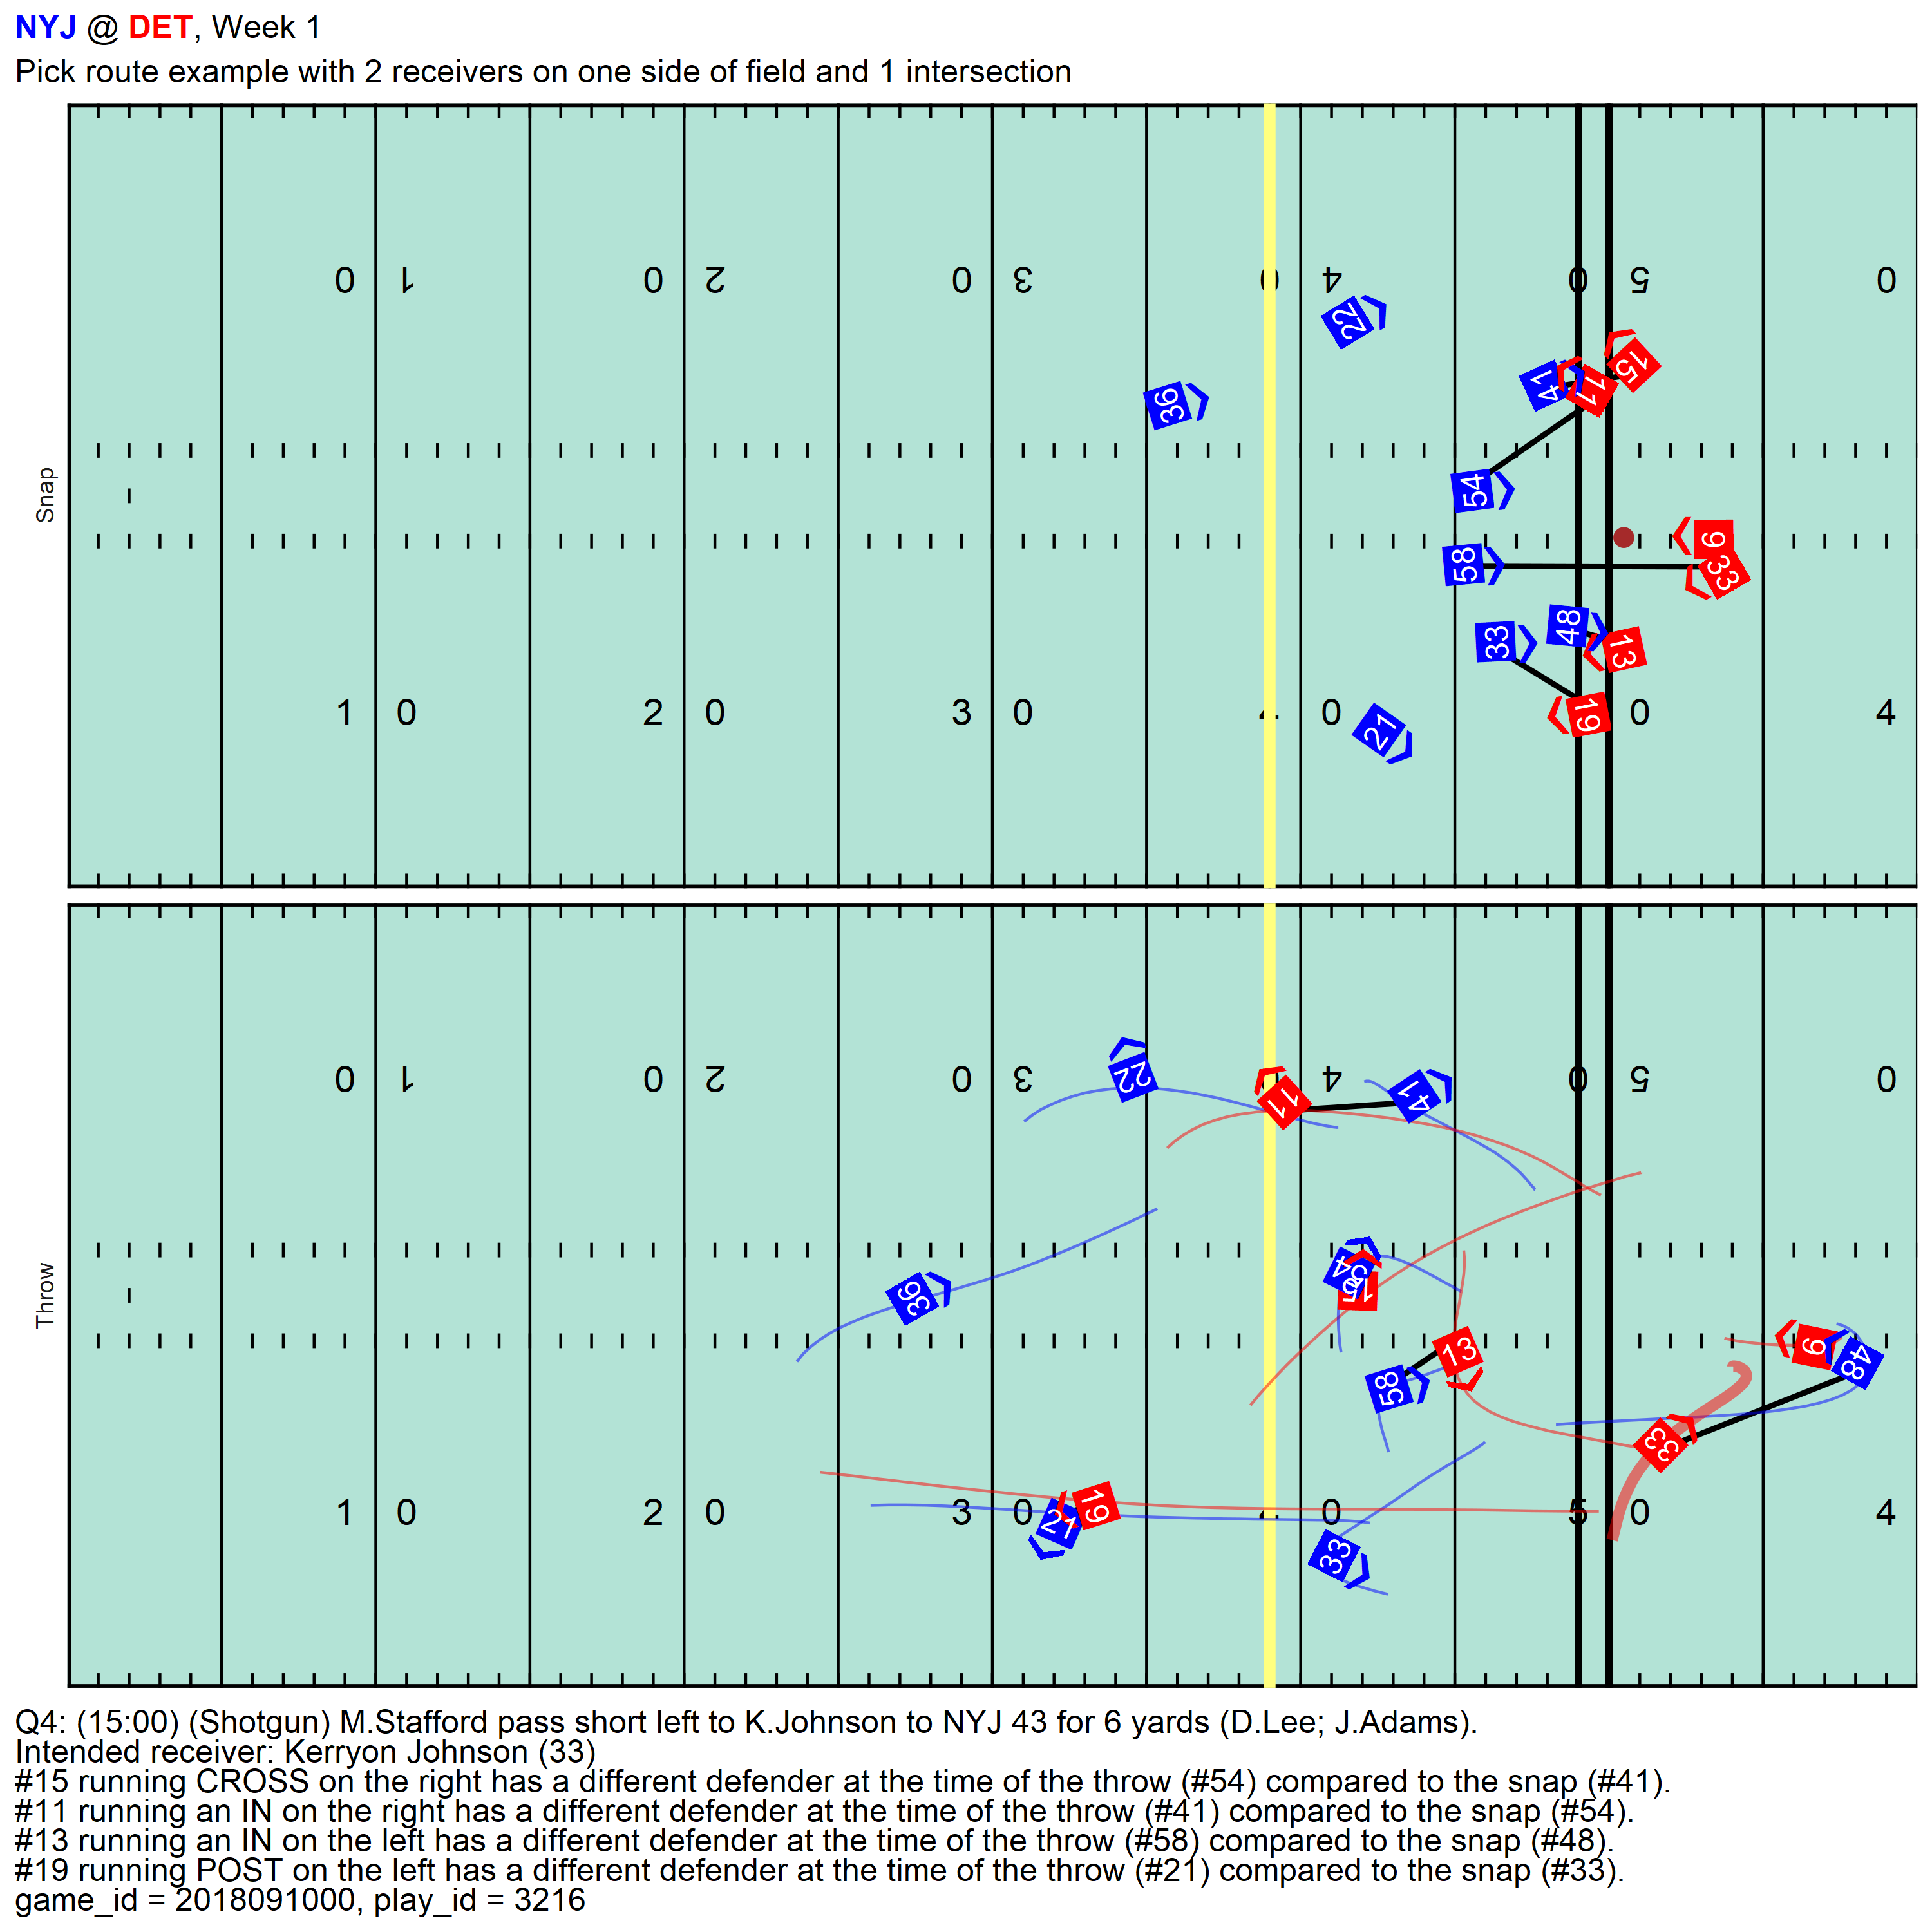 NYJ @ DET, Week 1
Pick route example with 2 receivers on one side of field and 1 intersection
Snap
0 1 0 2 0 3 0 4 0 5 0
22
36
41
11
15
54
6
58
33
48
33
13
19
21
1 0 2 0 3 0 4 0 0 4
Throw
0 1 0 2 0 3 4 0 5 0
22
11
41
54
15
36
13
9
48
58
33
19
21
33
1 0 2 0 3 0 4 0 5 0 4
Q4: (15:00) (Shotgun) M.Stafford pass short left to K.Johnson to NYJ 43 for 6 yards (D.Lee; J.Adams).
Intended receiver: Kerryon Johnson (33)
#15 running CROSS on the right has a different defender at the time of the throw (#54) compared to the snap (#41).
#11 running an IN on the right has a different defender at the time of the throw (#41) compared to the snap (#54).
#13 running an IN on the left has a different defender at the time of the throw (#58) compared to the snap (#48).
#19 running POST on the left has a different defender at the time of the throw (#21) compared to the snap (#33).
game_id = 2018091000, play_id = 3216